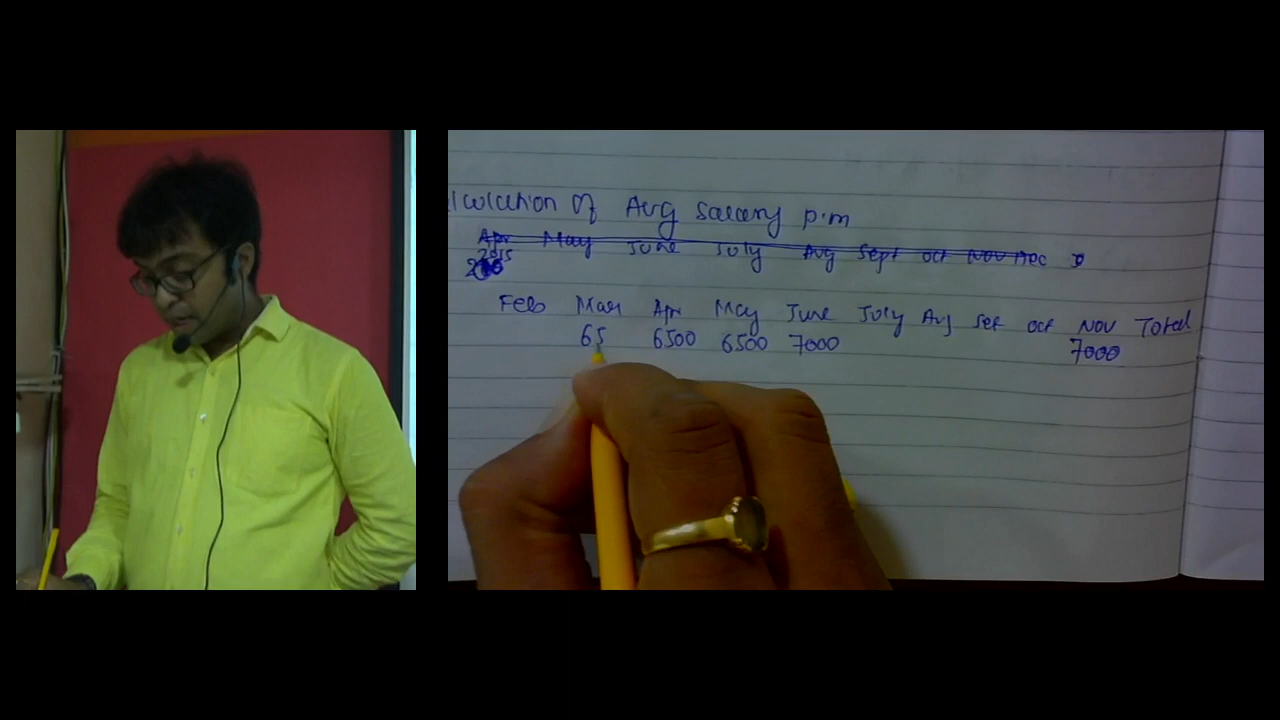 lculation of Avg Salary p.m
Apr May June July Aug Sept oct Nov Dec
2015
Feb Mar Apr May June July Aug Set oct Nov Total
65 6500 6500 7000 7000